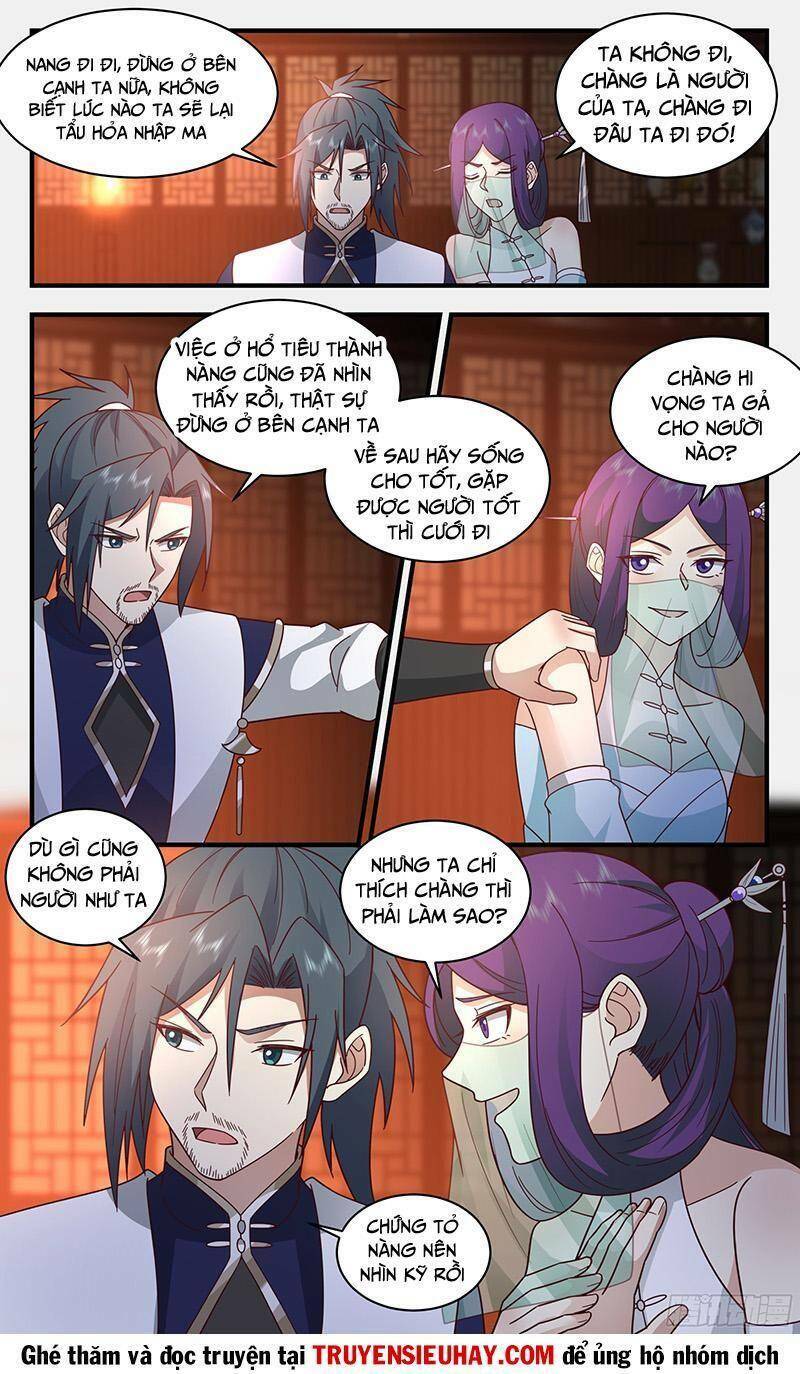 NANG ĐI ĐI, ĐỪNG Ở BÊN
CẠNH TA NỮA, KHÔNG
BIẾT LÚC NÀO TA SẼ LẠI
TẨU HỎA NHẬP MA
TA KHÔNG ĐI,
CHÀNG LÀ NGƯỜI
CỦA TA, CHÀNG ĐI
ĐÂU TA ĐI ĐÓ!
VIỆC Ở HỔ TIÊU THÀNH
NÀNG CŨNG ĐÃ NHÌN
THẤY RỒI, THẬT SỰ
ĐỪNG Ở BÊN CẠNH TA
VỀ SAU HÃY SỐNG
CHO TỐT, GẶP
ĐƯỢC NGƯỜI TỐT
THÌ CƯỚI ĐI
CHÀNG HI
VỌNG TA GẢ
CHO NGƯỜI
NÀO?
DÙ GÌ CŨNG
KHÔNG PHẢI
NGƯỜI NHƯ TA
NHƯNG TA CHỈ
THÍCH CHÀNG THÌ
PHẢI LÀM SAO?
CHỨNG TỎ
NÀNG NÊN
NHÌN KỸ RỒI
腾讯动漫
Ghé thăm và đọc truyện tại TRUYENSIEUHAY.COM để ủng hộ nhóm dịch